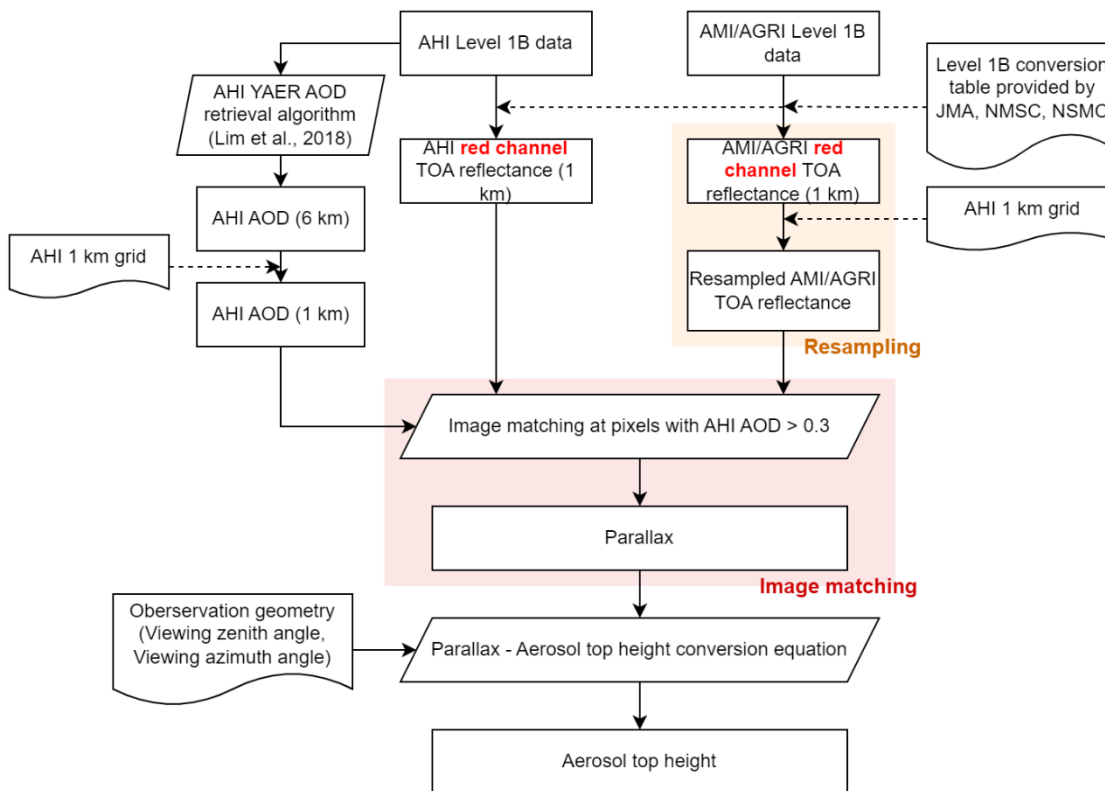 AHI Level 1B data
AMI/AGRI Level 1B
data
Level 1B conversion
table provided by
JMA, NMSC, NSMC
AHI YAER AOD
retrieval algorithm
(Lim et al., 2018)
AHI red channel
TOA reflectance (1
km)
AMI/AGRI red
channel TOA
reflectance (1 km)
AHI AOD (6 km)
AHI 1 km grid
AHI 1 km grid
Resampled AMI/AGRI
TOA reflectance
AHI AOD (1 km)
Resampling
Image matching at pixels with AHI AOD > 0.3
Parallax
Image matching
Oberservation geometry
(Viewing zenith angle,
Viewing azimuth angle)
Parallax - Aerosol top height conversion equation
Aerosol top height